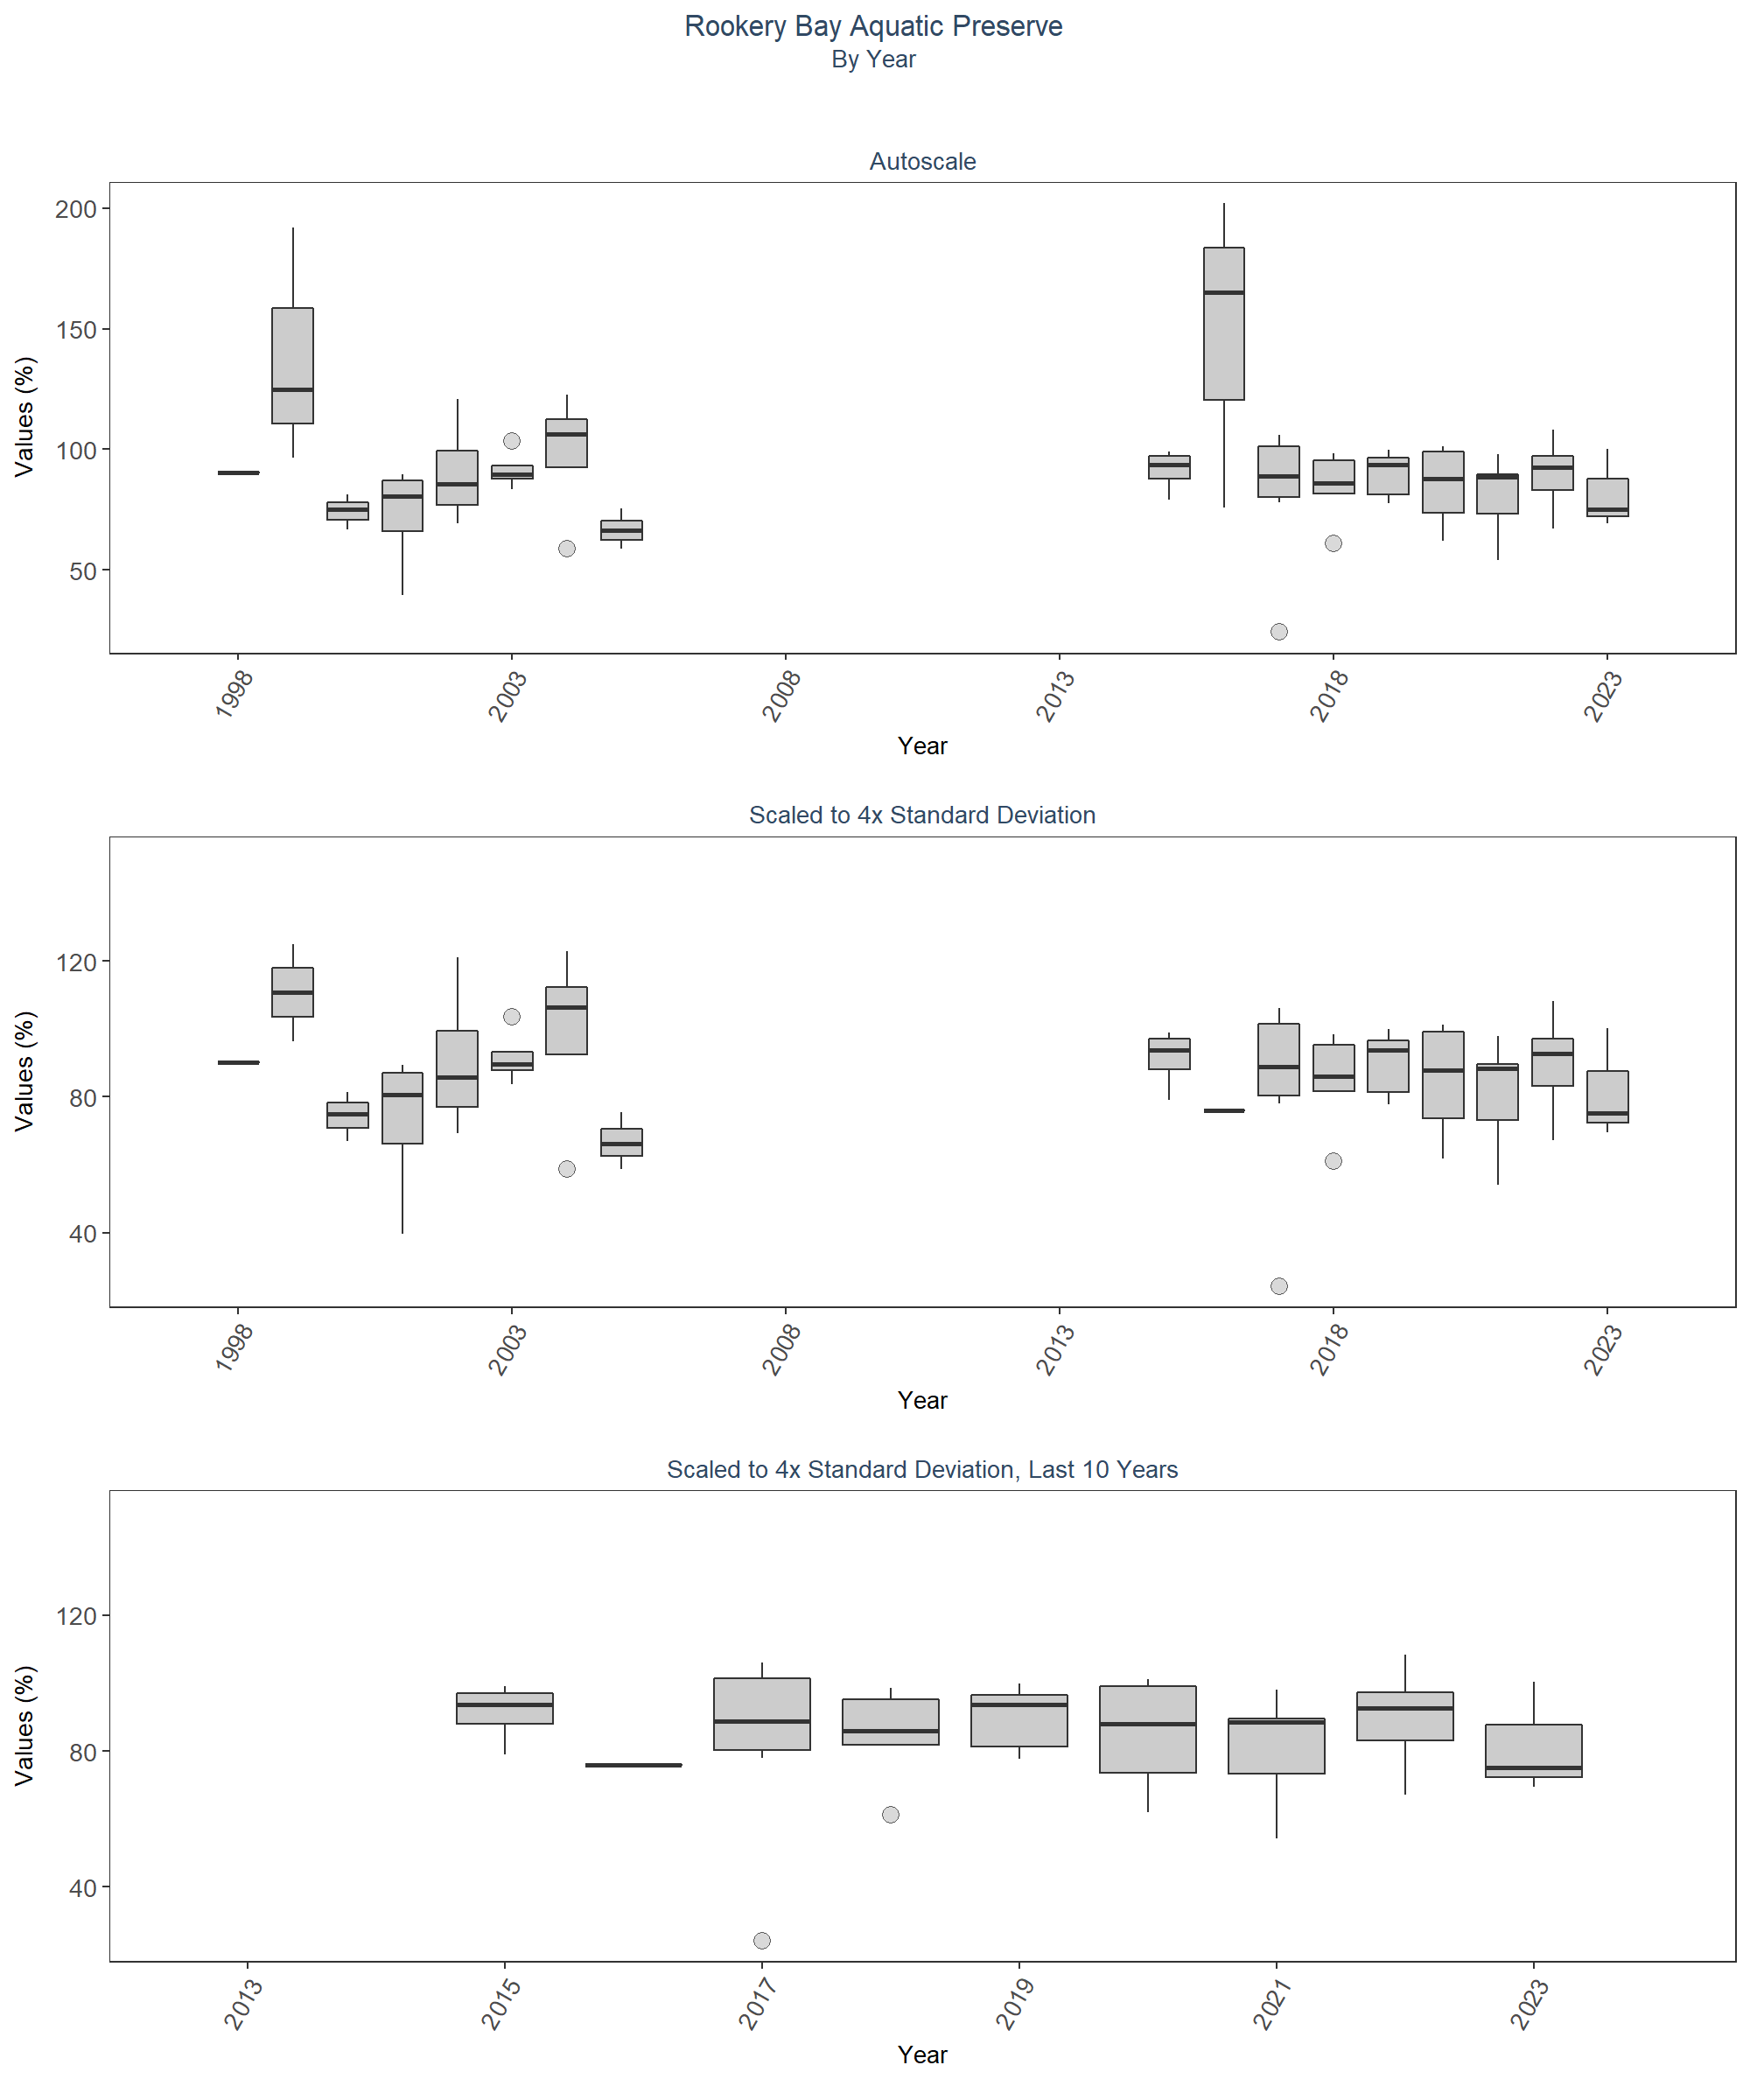 Rookery Bay Aquatic Preserve
By Year
Autoscale
Values (%)
200
150
100
50
1998 2003 2008 2013 2018 2023
Year
Scaled to 4x Standard Deviation
Values (%)
120
80
40
1998 2003 2008 2013 2018 2023
Year
Scaled to 4x Standard Deviation, Last 10 Years
Values (%)
120
80
40
2013 2015 2017 2019 2021 2023
Year